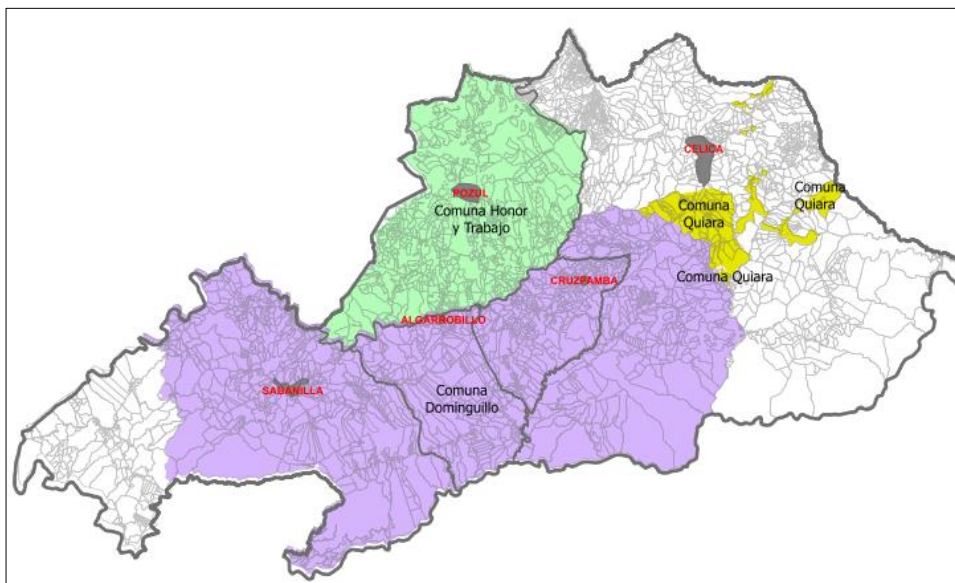 CELICA
Comuna
Quiara
POZUL
Comuna Honor
y Trabajo
Comuna
Quiara
Comuna Quiara
CRUZPAMBA
ALGARROBILLO
SABANILLA
Comuna
Dominguillo